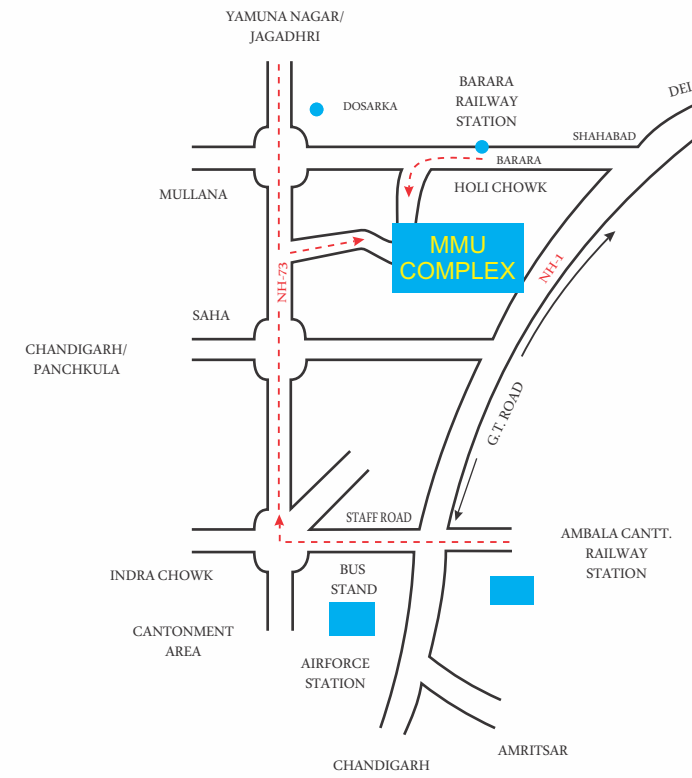 YAMUNA NAGAR/
JAGADHRI
DOSARKA
BARARA
RAILWAY
STATION
SHAHABAD
DEL
BARARA
MULLANA
HOLI CHOWK
MMU
COMPLEX
NH-73
NH-1
SAHA
CHANDIGARH/
PANCHKULA
G.T. ROAD
STAFF ROAD
AMBALA CANTT.
RAILWAY
STATION
INDRA CHOWK
BUS
STAND
CANTONMENT
AREA
AIRFORCE
STATION
AMRITSAR
CHANDIGARH